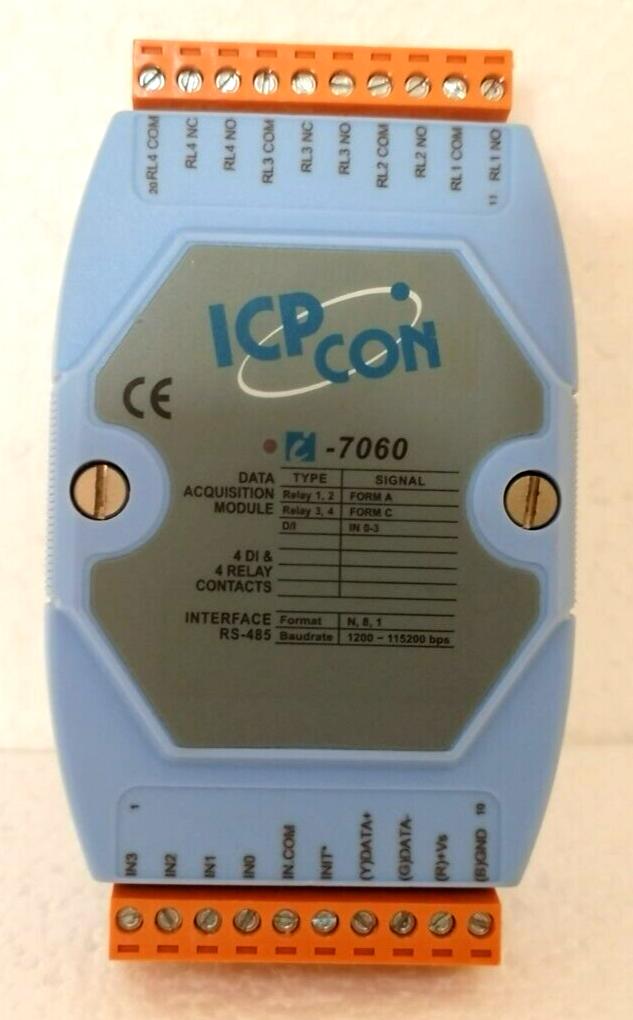 20 RL4 COM
RL4 NC
RL4 NO
RL3 COM
RL3 NC
RL3 NO
RL2 COM
RL2 NO
RL1 COM
11 RL1 NO
ICP CON
CE
-7060
DATA ACQUISITION MODULE
TYPE SIGNAL
Relay 1, 2 FORM A
Relay 3, 4 FORM C
D/I IN 0-3
4 DI &
4 RELAY
CONTACTS
INTERFACE Format N, 8, 1
RS-485 Baudrate 1200 ~ 115200 bps
1 IN3
IN2
IN1
IN0
IN.COM
INIT*
(Y)DATA+
(G)DATA-
(R)+Vs
(B)GND 10